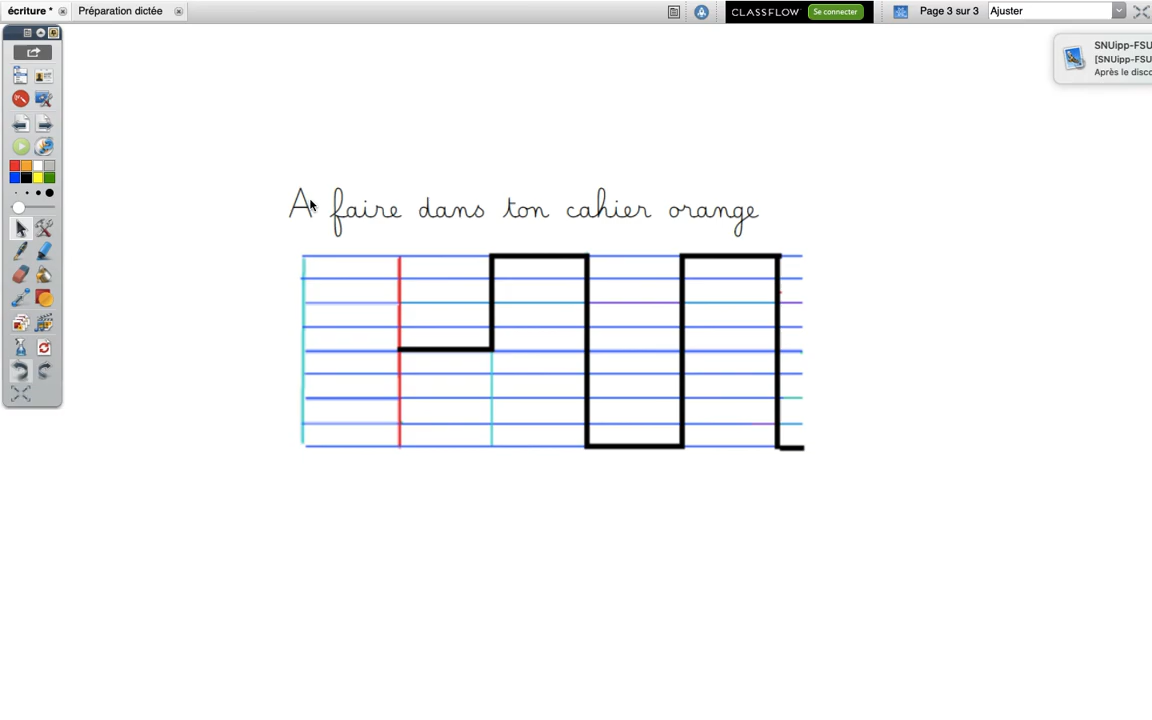 écriture *
Préparation dictée
CLASSFLOW
Se connecter
Page 3 sur 3
Ajuster
SNUipp-FSU
[SNUipp-FSU
Après le disco
A faire dans ton cahier orange